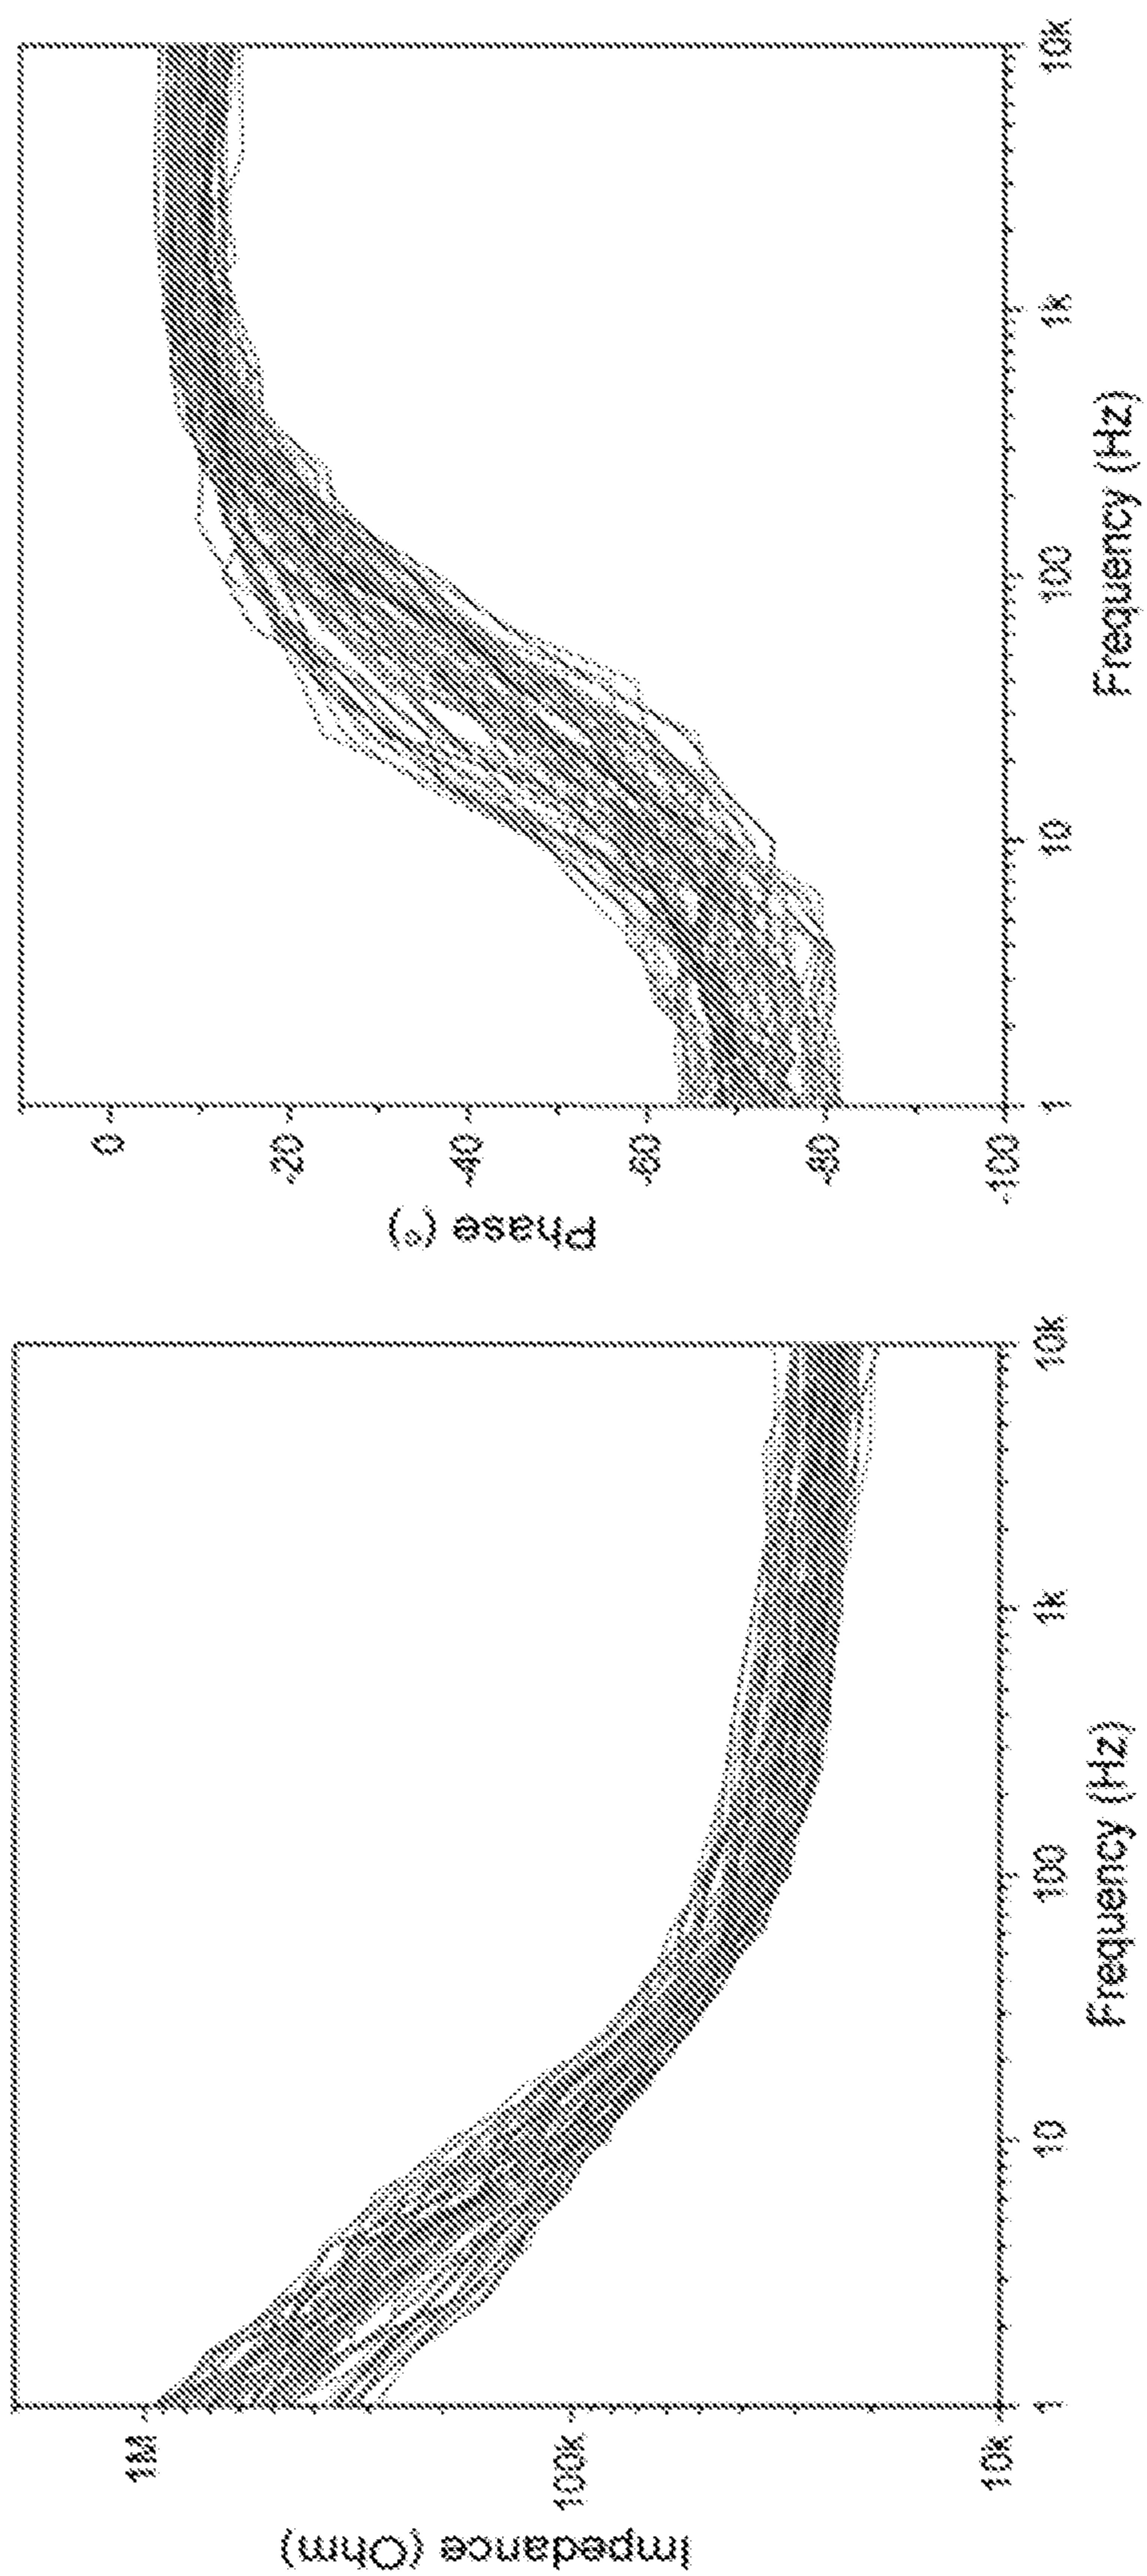 Impedance (Ohm)
1M
100k
10k
1
10
100
1k
10k
Frequency (Hz)
Phase (°)
0
-20
-40
-60
-80
-100
1
10
100
1k
10k
Frequency (Hz)